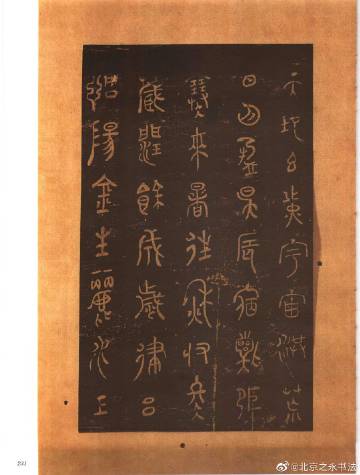 天地玄黃宇宙洪荒
日月盈昃辰宿列張
寒來暑往秋收冬
藏閏餘成歲律呂
調陽金生麗水玉
@北京之永书法